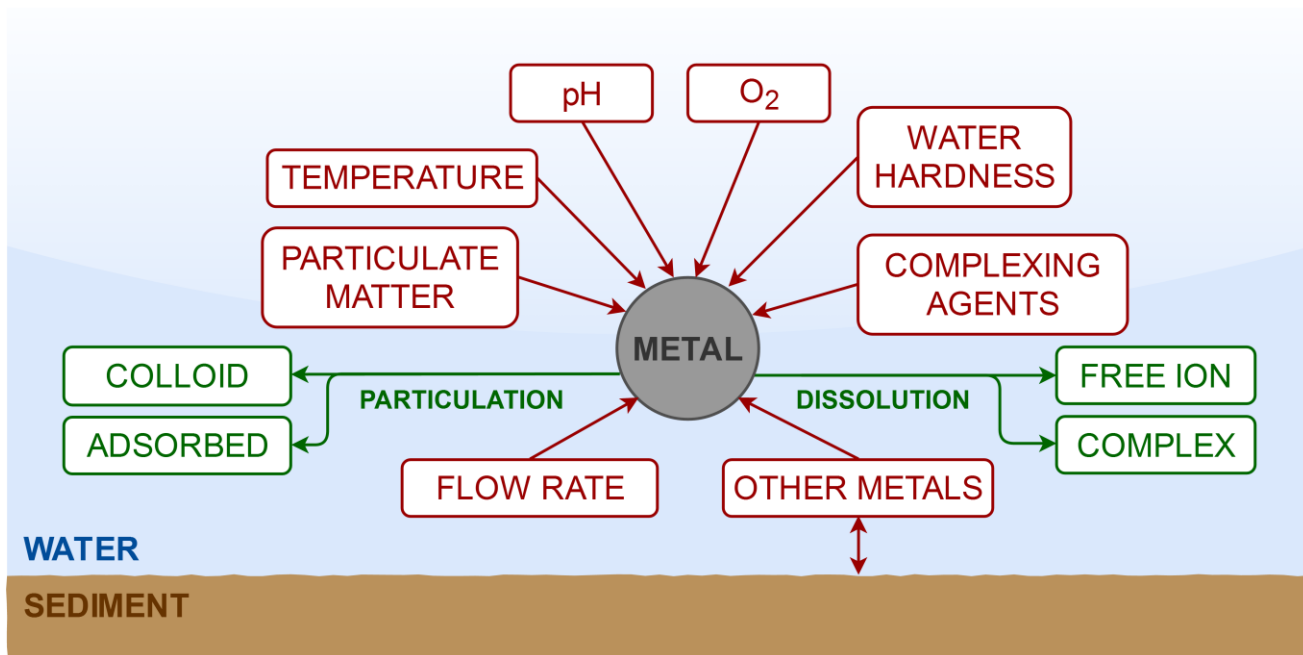 pH
O2
WATER
HARDNESS
TEMPERATURE
PARTICULATE
MATTER
COMPLEXING
AGENTS
METAL
COLLOID
FREE ION
PARTICULATION
DISSOLUTION
ADSORBED
COMPLEX
FLOW RATE
OTHER METALS
WATER
SEDIMENT